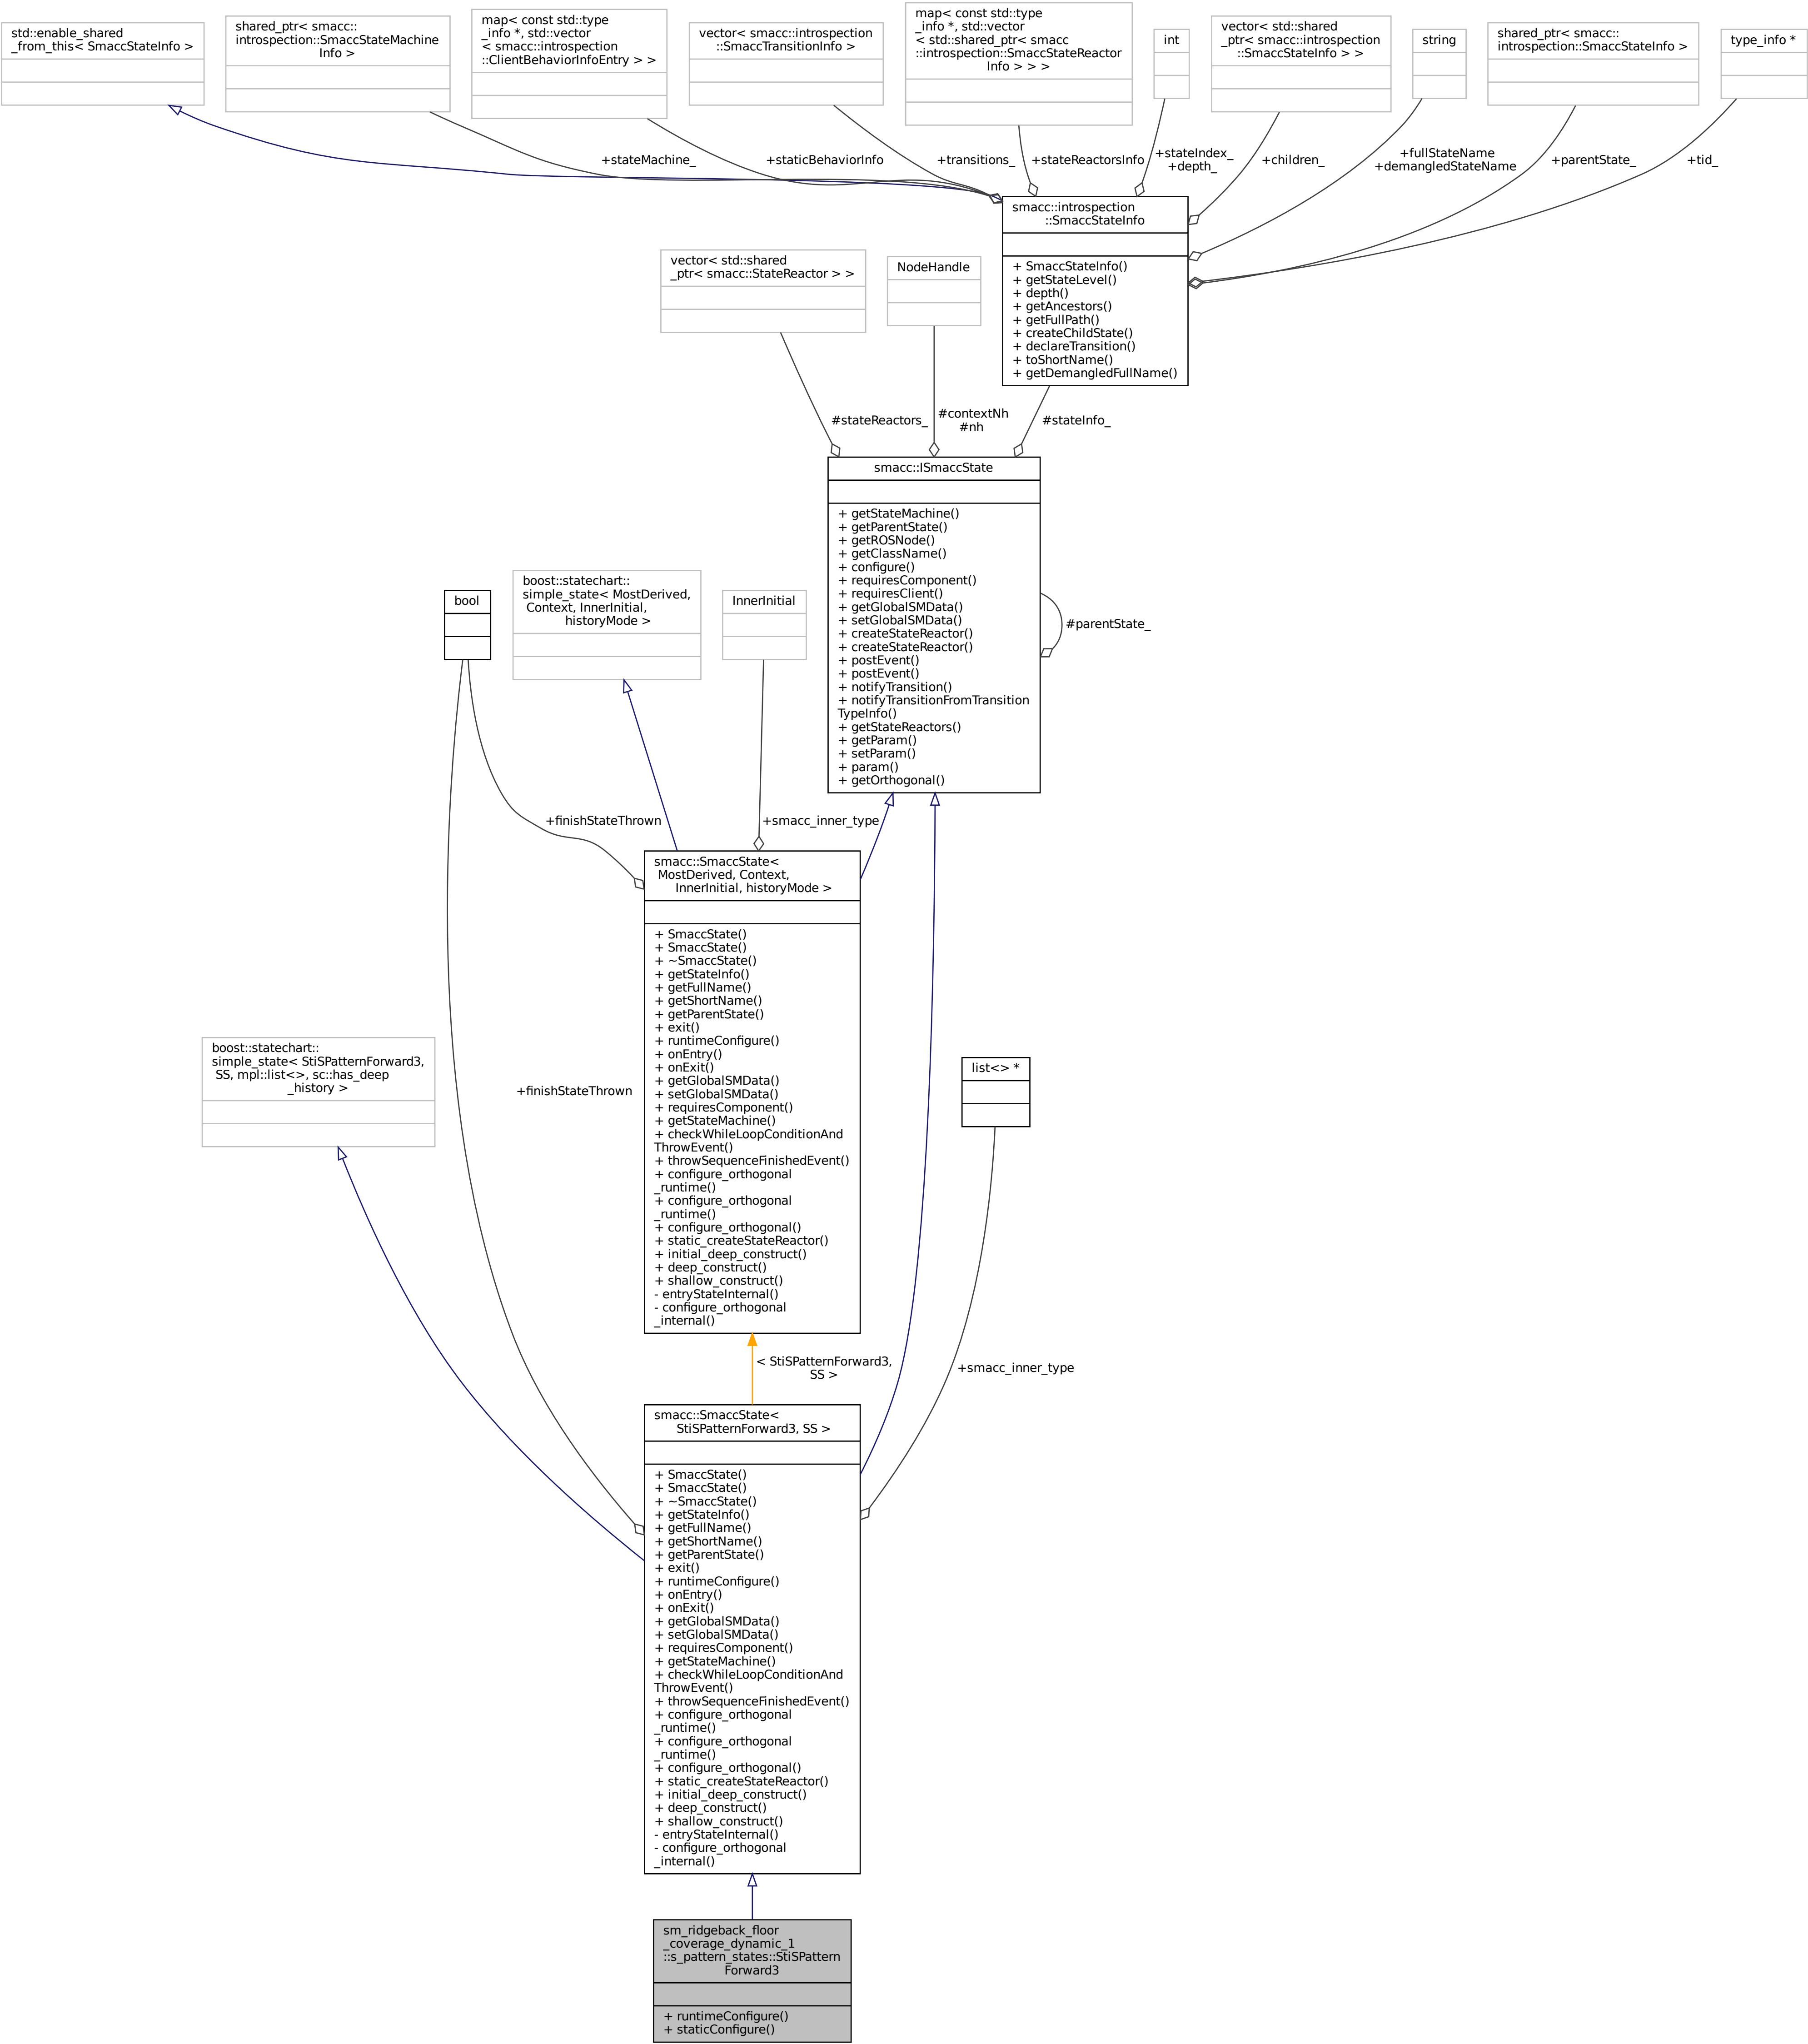 std::enable_shared
_from_this< SmaccStateInfo >
shared_ptr< smacc::
introspection::SmaccStateMachine
Info >
map< const std::type
_info *, std::vector
< smacc::introspection
::ClientBehaviorInfoEntry > >
vector< smacc::introspection
::SmaccTransitionInfo >
map< const std::type
_info *, std::vector
< std::shared_ptr< smacc
::introspection::SmaccStateReactor
Info > > >
int
vector< std::shared
_ptr< smacc::introspection
::SmaccStateInfo > >
string
shared_ptr< smacc::
introspection::SmaccStateInfo >
type_info *
+stateMachine_
+staticBehaviorInfo
+transitions_
+stateReactorsInfo
+stateIndex_
+depth_
+children_
+fullStateName
+demangledStateName
+parentState_
+tid_
smacc::introspection
::SmaccStateInfo
+ SmaccStateInfo()
+ getStateLevel()
+ depth()
+ getAncestors()
+ getFullPath()
+ createChildState()
+ declareTransition()
+ toShortName()
+ getDemangledFullName()
vector< std::shared
_ptr< smacc::StateReactor > >
NodeHandle
#stateReactors_
#contextNh
#nh
#stateInfo_
smacc::ISmaccState
+ getStateMachine()
+ getParentState()
+ getROSNode()
+ getClassName()
+ configure()
+ requiresComponent()
+ requiresClient()
+ getGlobalSMData()
+ setGlobalSMData()
+ createStateReactor()
+ createStateReactor()
+ postEvent()
+ postEvent()
+ notifyTransition()
+ notifyTransitionFromTransition
TypeInfo()
+ getStateReactors()
+ getParam()
+ setParam()
+ param()
+ getOrthogonal()
#parentState_
bool
boost::statechart::
simple_state< MostDerived,
Context, InnerInitial,
historyMode >
InnerInitial
+finishStateThrown
+smacc_inner_type
smacc::SmaccState<
MostDerived, Context,
InnerInitial, historyMode >
+ SmaccState()
+ SmaccState()
+ ~SmaccState()
+ getStateInfo()
+ getFullName()
+ getShortName()
+ getParentState()
+ exit()
+ runtimeConfigure()
+ onEntry()
+ onExit()
+ getGlobalSMData()
+ setGlobalSMData()
+ requiresComponent()
+ getStateMachine()
+ checkWhileLoopConditionAnd
ThrowEvent()
+ throwSequenceFinishedEvent()
+ configure_orthogonal
_runtime()
+ configure_orthogonal
_runtime()
+ configure_orthogonal()
+ static_createStateReactor()
+ initial_deep_construct()
+ deep_construct()
+ shallow_construct()
- entryStateInternal()
- configure_orthogonal
_internal()
boost::statechart::
simple_state< StiSPatternForward3,
SS, mpl::list<>, sc::has_deep
_history >
+finishStateThrown
list<> *
< StiSPatternForward3,
SS >
+smacc_inner_type
smacc::SmaccState<
StiSPatternForward3, SS >
+ SmaccState()
+ SmaccState()
+ ~SmaccState()
+ getStateInfo()
+ getFullName()
+ getShortName()
+ getParentState()
+ exit()
+ runtimeConfigure()
+ onEntry()
+ onExit()
+ getGlobalSMData()
+ setGlobalSMData()
+ requiresComponent()
+ getStateMachine()
+ checkWhileLoopConditionAnd
ThrowEvent()
+ throwSequenceFinishedEvent()
+ configure_orthogonal
_runtime()
+ configure_orthogonal
_runtime()
+ configure_orthogonal()
+ static_createStateReactor()
+ initial_deep_construct()
+ deep_construct()
+ shallow_construct()
- entryStateInternal()
- configure_orthogonal
_internal()
sm_ridgeback_floor
_coverage_dynamic_1
::s_pattern_states::StiSPattern
Forward3
+ runtimeConfigure()
+ staticConfigure()